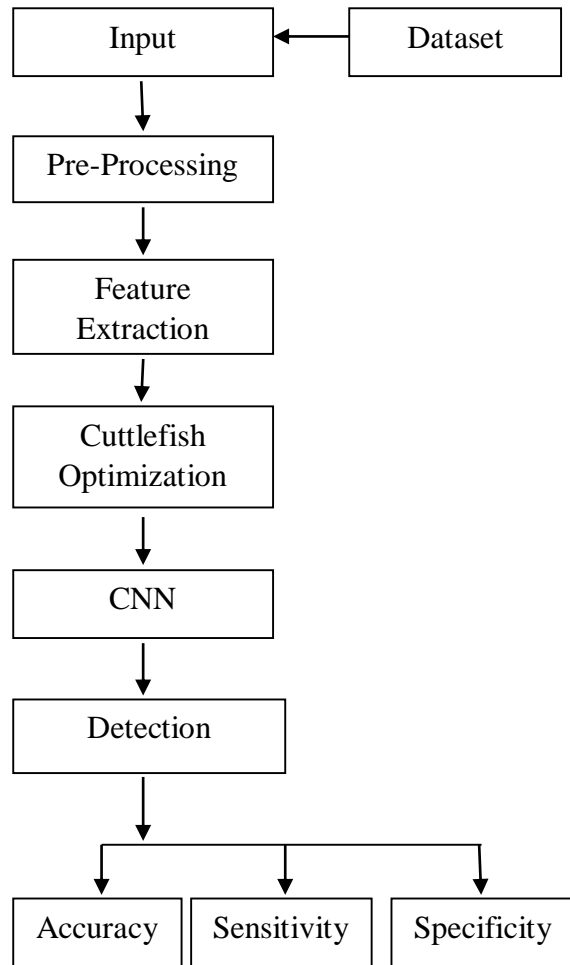 Input
Dataset
Pre-Processing
Feature
Extraction
Cuttlefish
Optimization
CNN
Detection
Accuracy
Sensitivity
Specificity